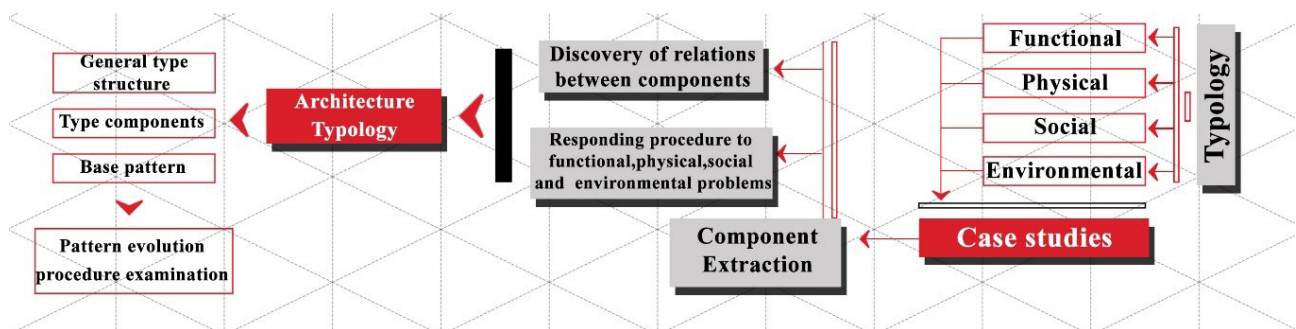 General type
structure
Type components
Base pattern
Pattern evolution
procedure examination
Architecture
Typology
Discovery of relations
between components
Responding procedure to
functional,physical,social
and environmental problems
Component
Extraction
Functional
Physical
Social
Environmental
Case studies
Typology